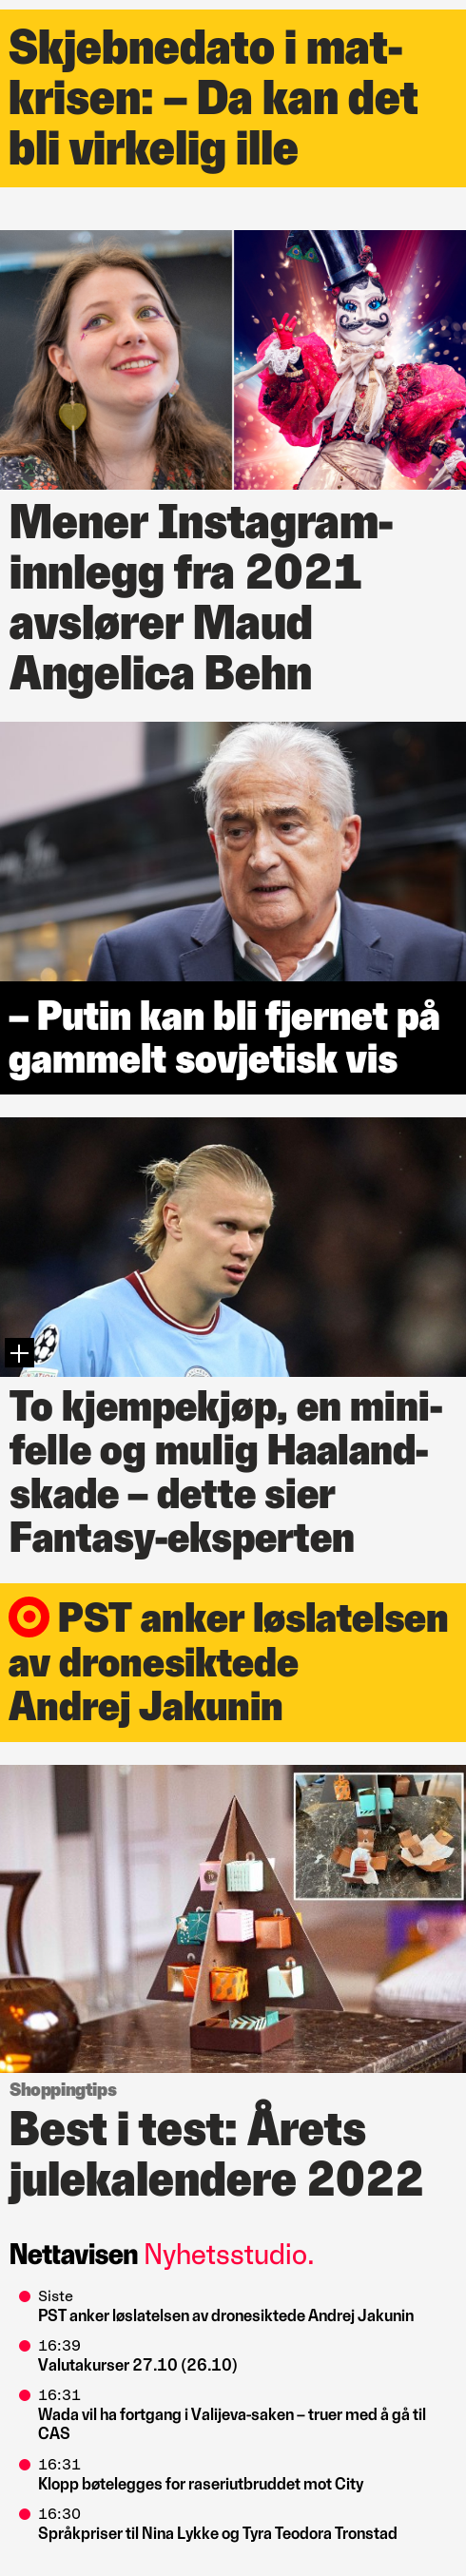 Skjebnedato i mat-
krisen: – Da kan det
bli virkelig ille
Mener Instagram-
innlegg fra 2021
avslører Maud
Angelica Behn
– Putin kan bli fjernet på
gammelt sovjetisk vis
To kjempekjøp, en mini-
felle og mulig Haaland-
skade – dette sier
Fantasy-eksperten
PST anker løslatelsen
av dronesiktede
Andrej Jakunin
Shoppingtips
Best i test: Årets
julekalendere 2022
Nettavisen Nyhetsstudio.
Siste
PST anker løslatelsen av dronesiktede Andrej Jakunin
16:39
Valutakurser 27.10 (26.10)
16:31
Wada vil ha fortgang i Valijeva-saken – truer med å gå til
CAS
16:31
Klopp bøtelegges for raseriutbruddet mot City
16:30
Språkpriser til Nina Lykke og Tyra Teodora Tronstad